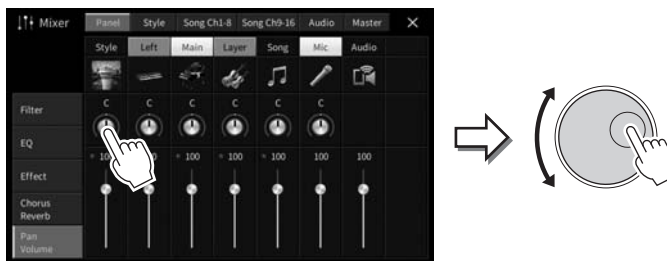 Mixer
Panel Style Song Ch1-8 Song Ch9-16 Audio Master
Style Left Main Layer Song Mic Audio
C C C C C C
Filter
EQ
Effect
Chorus
Reverb
Pan
Volume
100 100 100 100 100 100 100